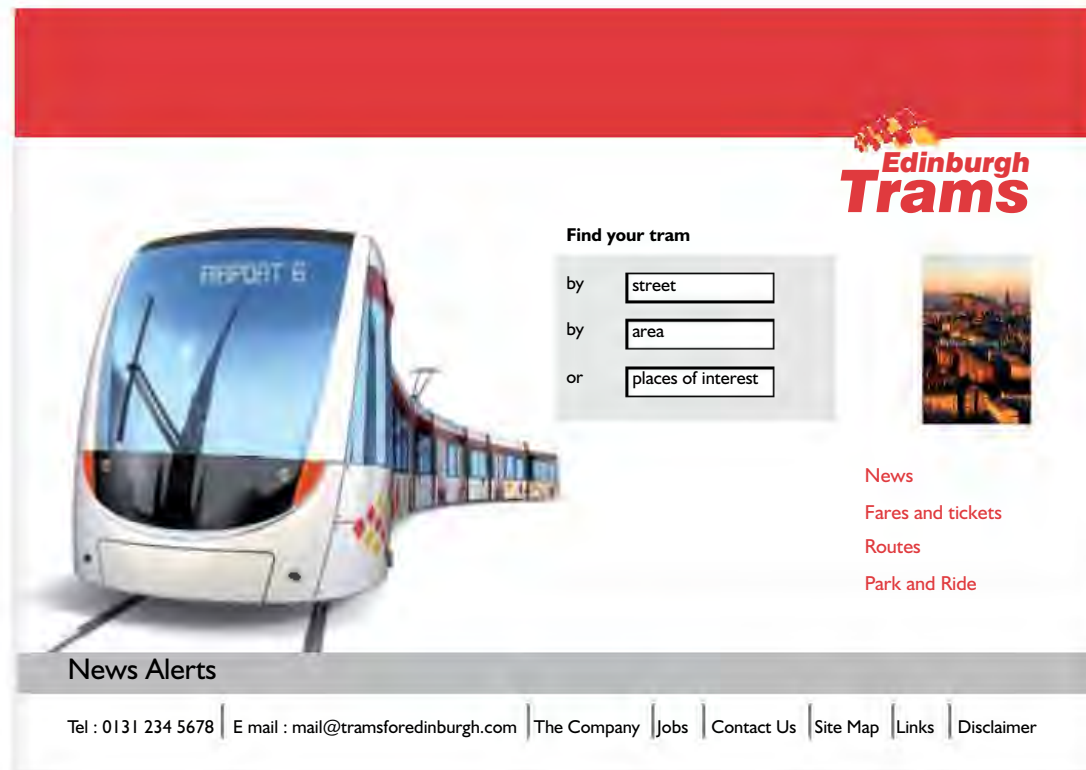 Edinburgh
Trams
AIRPORT 6
Find your tram
by street
by area
or places of interest
News
Fares and tickets
Routes
Park and Ride
News Alerts
Tel : 0131 234 5678 E mail : mail@tramsforedinburgh.com The Company Jobs Contact Us Site Map Links Disclaimer